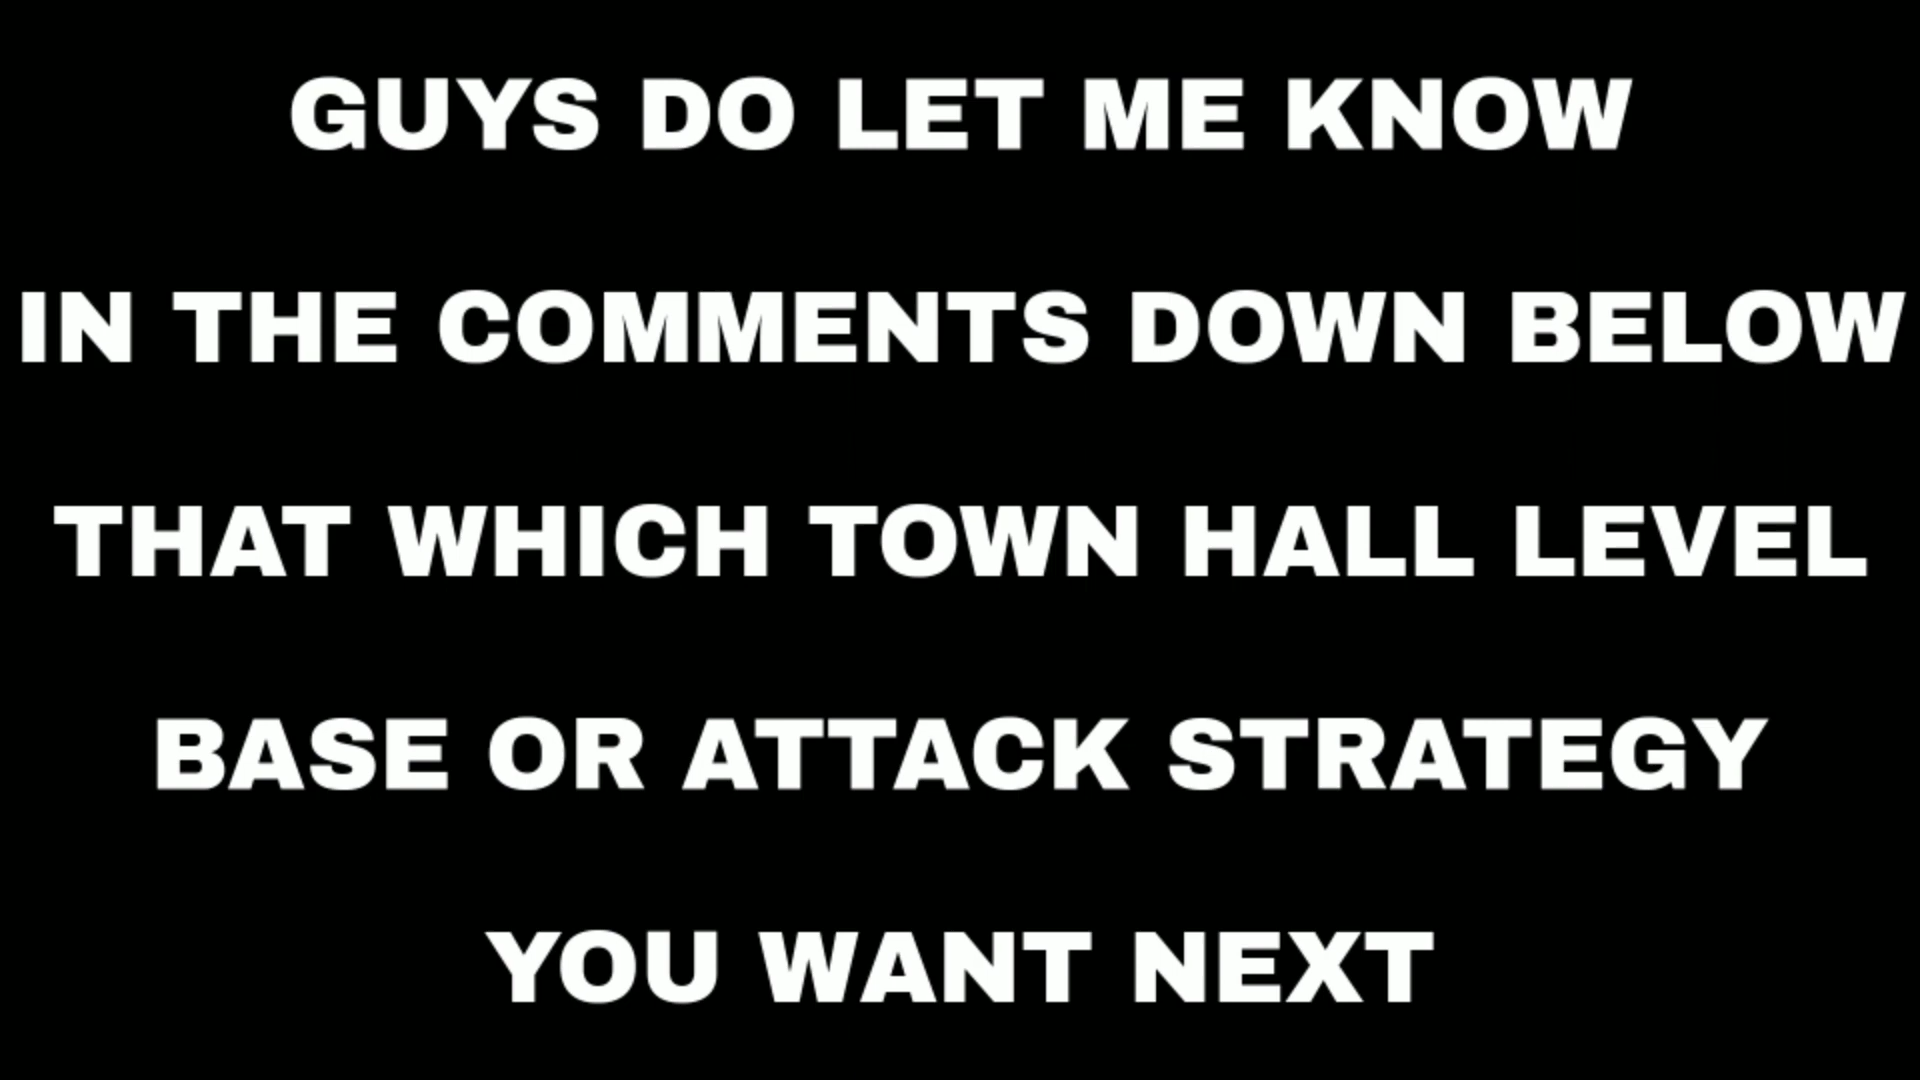 GUYS DO LET ME KNOW
IN THE COMMENTS DOWN BELOW
THAT WHICH TOWN HALL LEVEL
BASE OR ATTACK STRATEGY
YOU WANT NEXT